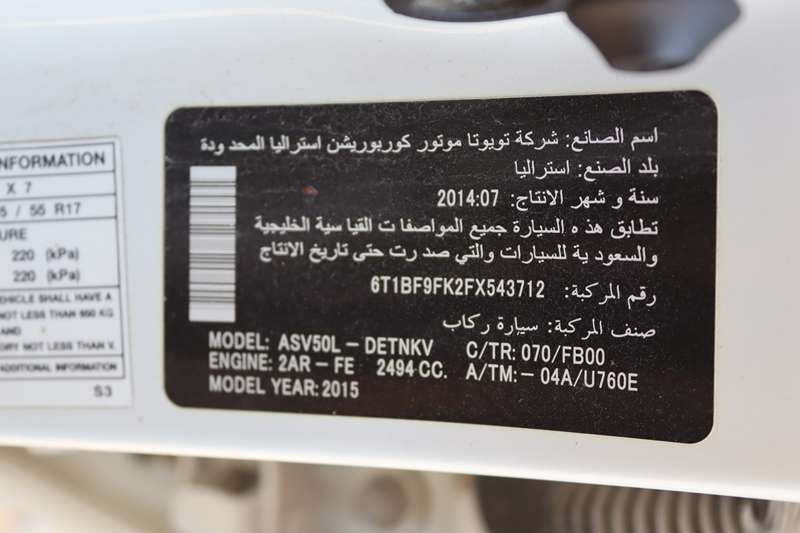 INFORMATION
X 7
/ 55 R17
URE
220 (kPa)
220 (kPa)
EHICLE SHALL HAVE A
NOT LESS THAN 950 KG
AND
ORY NOT LESS THAN V.
ADDITIONAL INFORMATION
S3
اسم الصانع: شركة تويوتا موتور كوربوريشن استراليا المحدودة
بلد الصنع: استراليا
سنة و شهر الانتاج: 2014:07
تطابق هذه السيارة جميع المواصفات القياسية الخليجية
والسعودية للسيارات والتي صدرت حتي تاريخ الانتاج
رقم المركبة: 6T1BF9FK2FX543712
صنف المركبة: سيارة ركاب
MODEL: ASV50L - DETNKV C/TR: 070/FB00
ENGINE: 2AR - FE 2494 CC. A/TM: - 04A/U760E
MODEL YEAR: 2015